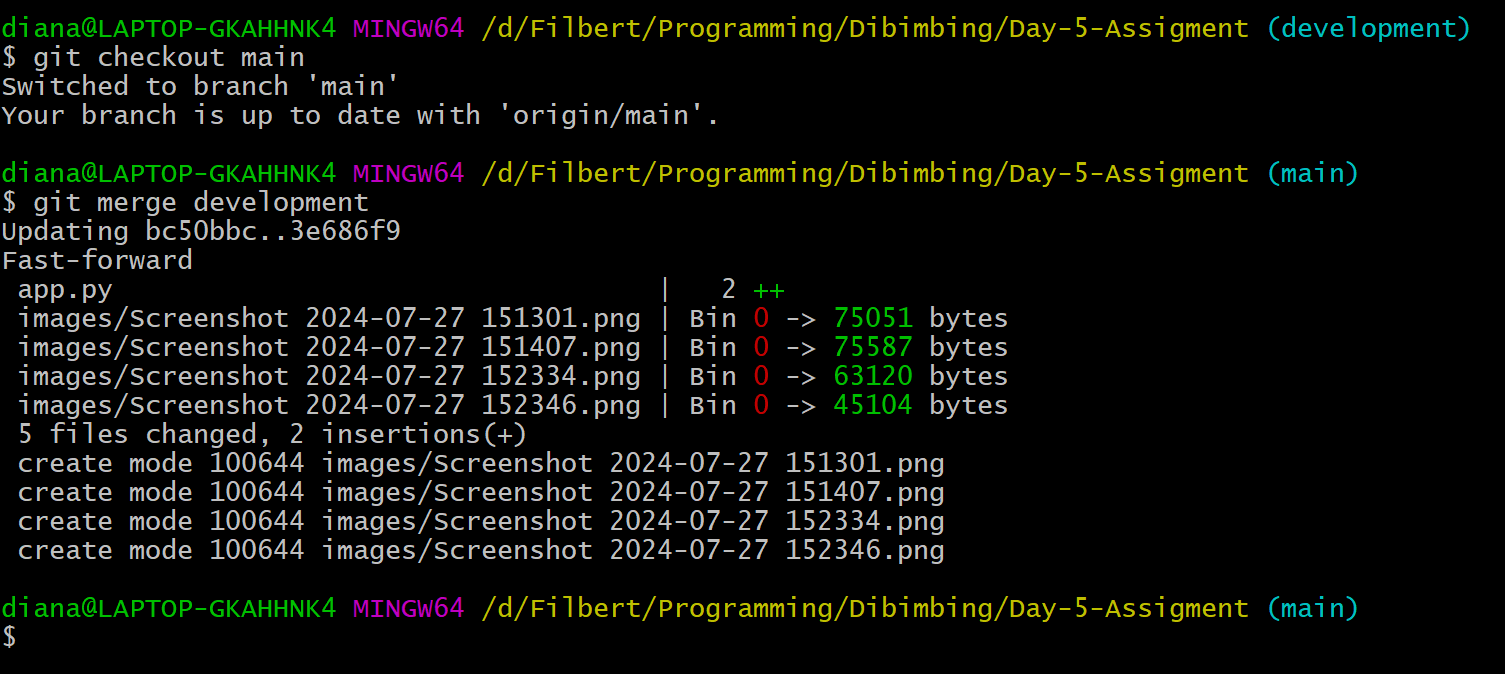 diana@LAPTOP-GKAHHNK4 MINGW64 /d/Filbert/Programming/Dibimbing/Day-5-Assigment (development)
$ git checkout main
Switched to branch 'main'
Your branch is up to date with 'origin/main'.
diana@LAPTOP-GKAHHNK4 MINGW64 /d/Filbert/Programming/Dibimbing/Day-5-Assigment (main)
$ git merge development
Updating bc50bbc..3e686f9
Fast-forward
 app.py                                  |   2 ++
 images/Screenshot 2024-07-27 151301.png | Bin 0 -> 75051 bytes
 images/Screenshot 2024-07-27 151407.png | Bin 0 -> 75587 bytes
 images/Screenshot 2024-07-27 152334.png | Bin 0 -> 63120 bytes
 images/Screenshot 2024-07-27 152346.png | Bin 0 -> 45104 bytes
 5 files changed, 2 insertions(+)
 create mode 100644 images/Screenshot 2024-07-27 151301.png
 create mode 100644 images/Screenshot 2024-07-27 151407.png
 create mode 100644 images/Screenshot 2024-07-27 152334.png
 create mode 100644 images/Screenshot 2024-07-27 152346.png
diana@LAPTOP-GKAHHNK4 MINGW64 /d/Filbert/Programming/Dibimbing/Day-5-Assigment (main)
$